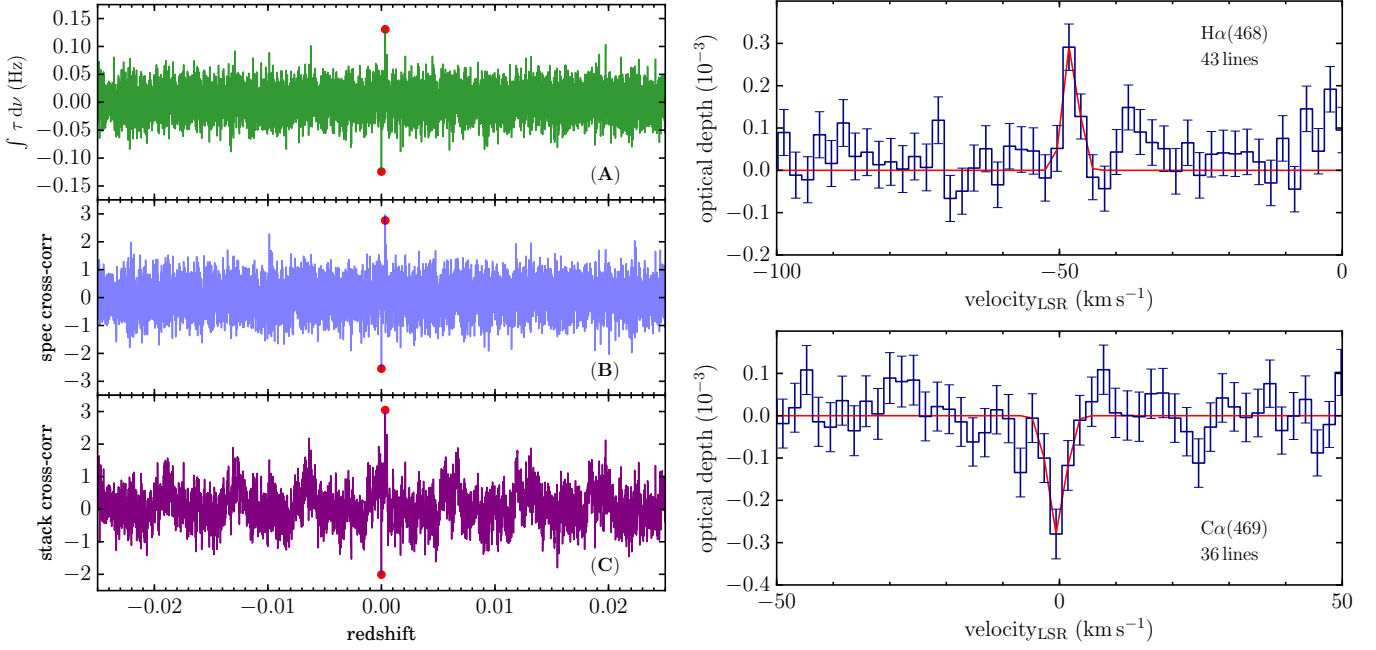 0.15
0.10
0.05
0.00
−0.05
−0.10
−0.15
∫ τ dν (Hz)
(A)
3
2
1
0
−1
−2
−3
spec cross-corr
(B)
3
2
1
0
−1
−2
stack cross-corr
(C)
−0.02 −0.01 0.00 0.01 0.02
redshift
0.3
0.2
0.1
0.0
−0.1
−0.2
optical depth (10⁻³)
Hα(468)
43 lines
−100 −50 0
velocity_LSR (km s⁻¹)
0.1
0.0
−0.1
−0.2
−0.3
−0.4
optical depth (10⁻³)
Cα(469)
36 lines
−50 0 50
velocity_LSR (km s⁻¹)